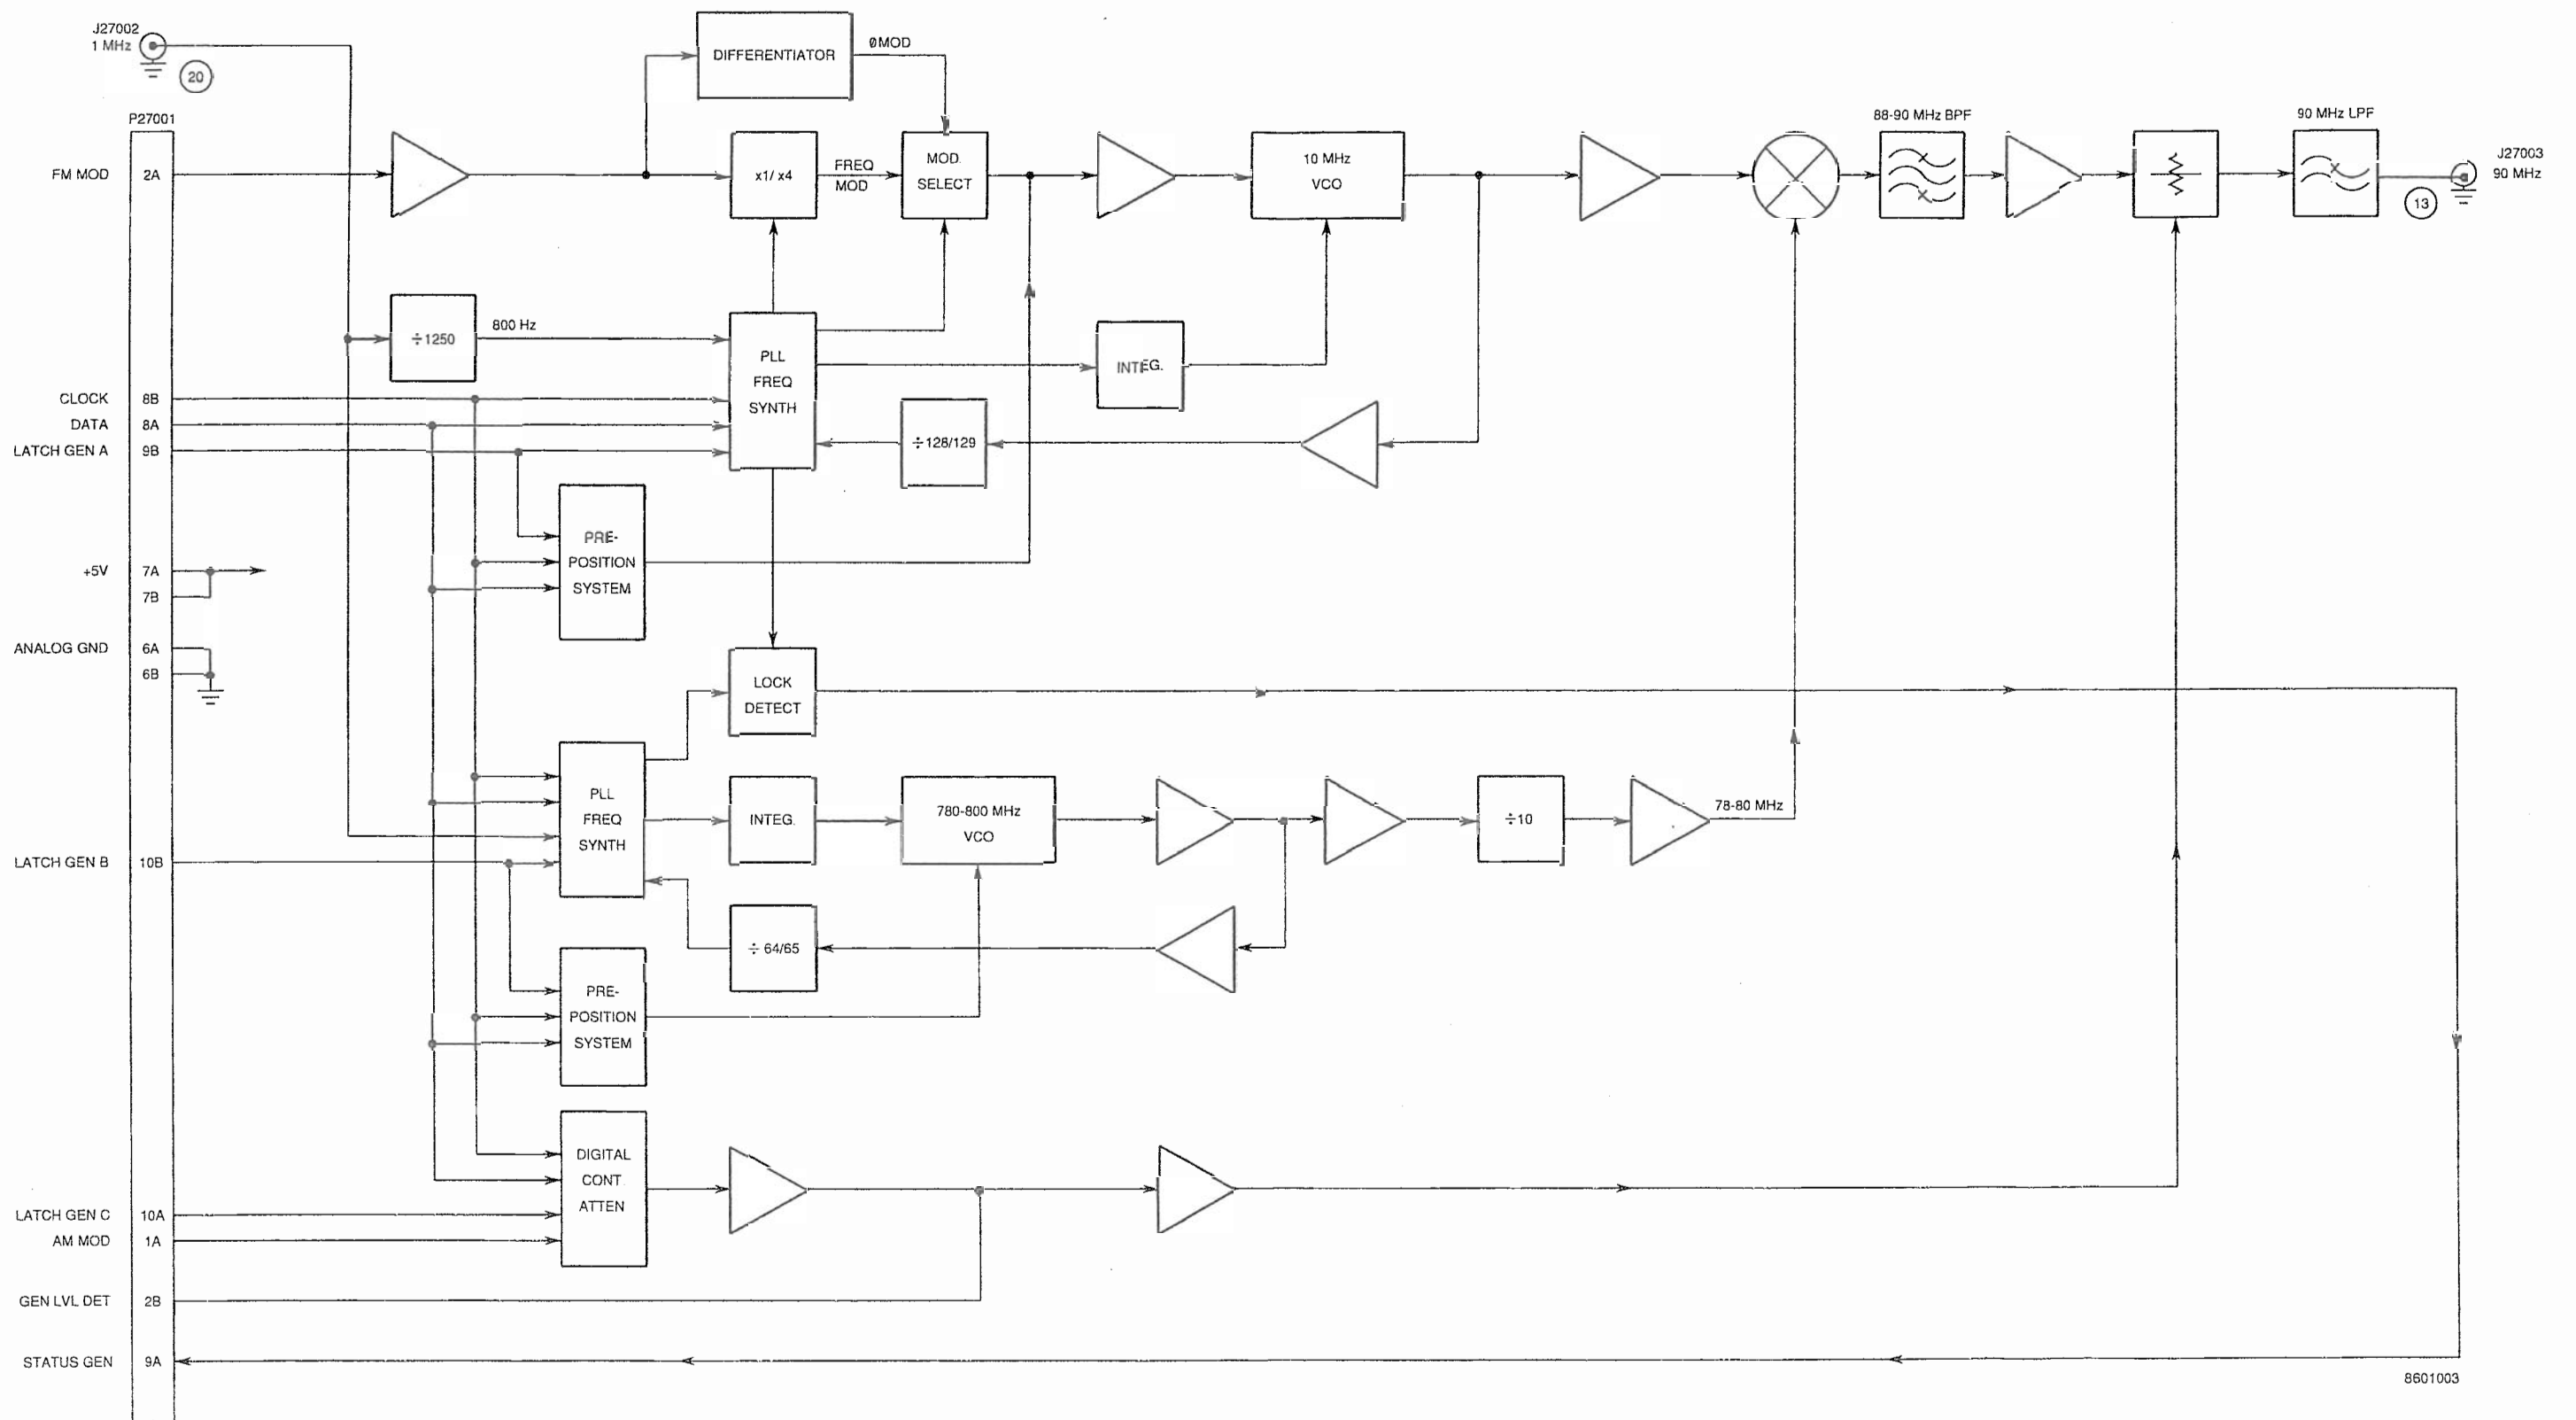 J27002
1 MHz
20
DIFFERENTIATOR
ØMOD
P27001
88-90 MHz BPF
90 MHz LPF
FM MOD 2A
x1/ x4
FREQ
MOD
MOD.
SELECT
10 MHz
VCO
J27003
90 MHz
13
÷1250
800 Hz
PLL
FREQ
SYNTH
INTEG.
CLOCK 8B
DATA 8A
LATCH GEN A 9B
÷128/129
PRE-
POSITION
SYSTEM
+5V 7A
7B
ANALOG GND 6A
6B
LOCK
DETECT
PLL
FREQ
SYNTH
INTEG.
780-800 MHz
VCO
÷10
78-80 MHz
LATCH GEN B 10B
÷ 64/65
PRE-
POSITION
SYSTEM
DIGITAL
CONT.
ATTEN
LATCH GEN C 10A
AM MOD 1A
GEN LVL DET 2B
STATUS GEN 9A
8601003